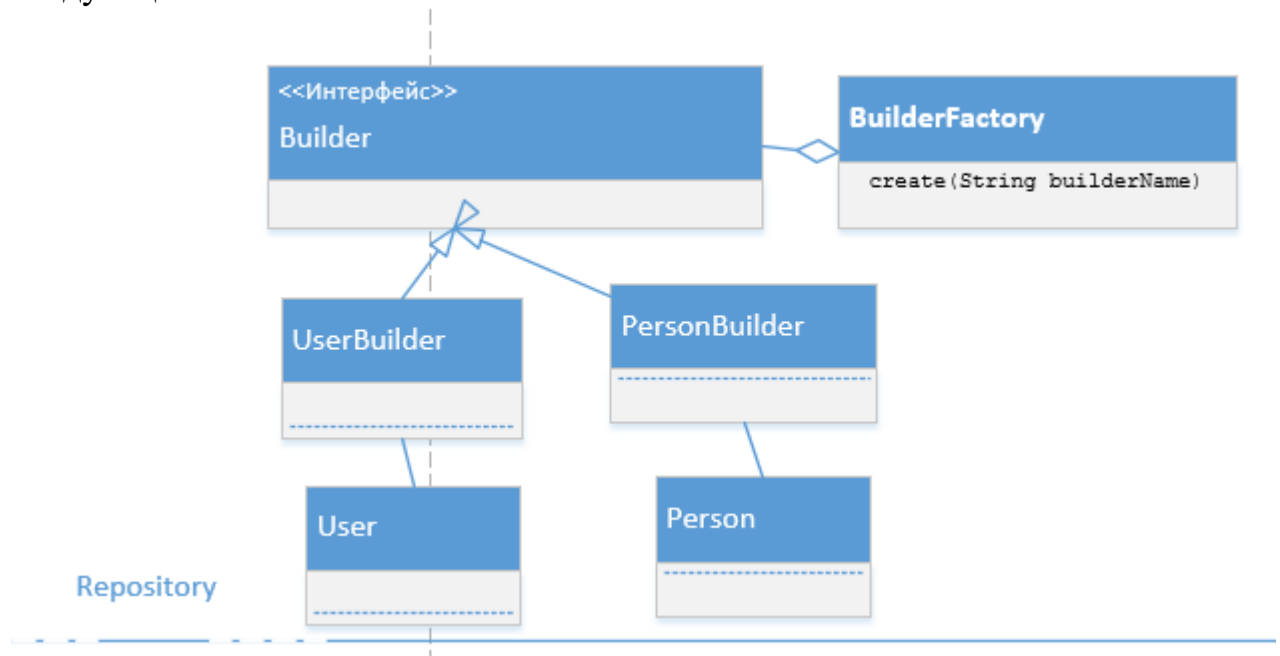 <<Интерфейс>>
Builder
BuilderFactory
create(String builderName)
UserBuilder
PersonBuilder
User
Person
Repository